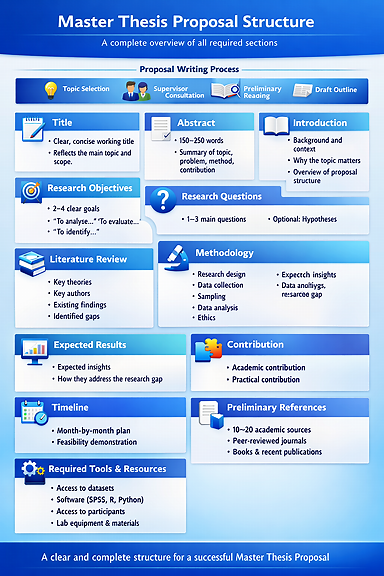 Master Thesis Proposal Structure
A complete overview of all required sections
Proposal Writing Process
Topic Selection
Supervisor
Consultation
Preliminary
Reading
Draft Outline
Title
• Clear, concise working title
• Reflects the main topic and
scope.
Abstract
• 150–250 words
• Summary of topic,
problem, method,
contribution
Introduction
• Background and
context
• Why the topic matters
• Overview of proposal
structure
Research Objectives
• 2–4 clear goals
• "To analyse..." "To evaluate..."
• "To identify..."
Research Questions
• 1–3 main questions
• Optional: Hypotheses
Literature Review
• Key theories
• Key authors
• Existing findings
• Identified gaps
Methodology
• Research design
• Data collection
• Sampling
• Data analysis
• Ethics
• insights
• Data
gap
Expected Results
• Expected insights
• How they address the research gap
Contribution
• Academic contribution
• Practical contribution
Timeline
• Month-by-month plan
• Feasibility demonstration
Preliminary References
• 10–20 academic sources
• Peer-reviewed journals
• Books & recent publications
Required Tools & Resources
• Access to datasets
• Software (SPSS, R, Python)
• Access to participants
• Lab equipment & materials
A clear and complete structure for a successful Master Thesis Proposal